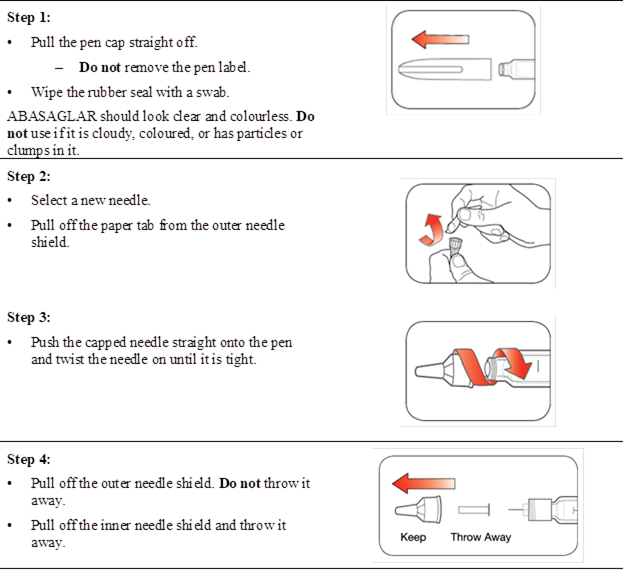 Step 1:
• Pull the pen cap straight off.
– Do not remove the pen label.
• Wipe the rubber seal with a swab.
ABASAGLAR should look clear and colourless. Do
not use if it is cloudy, coloured, or has particles or
clumps in it.
Step 2:
• Select a new needle.
• Pull off the paper tab from the outer needle
shield.
Step 3:
• Push the capped needle straight onto the pen
and twist the needle on until it is tight.
Step 4:
• Pull off the outer needle shield. Do not throw it
away.
• Pull off the inner needle shield and throw it
away.
Keep Throw Away